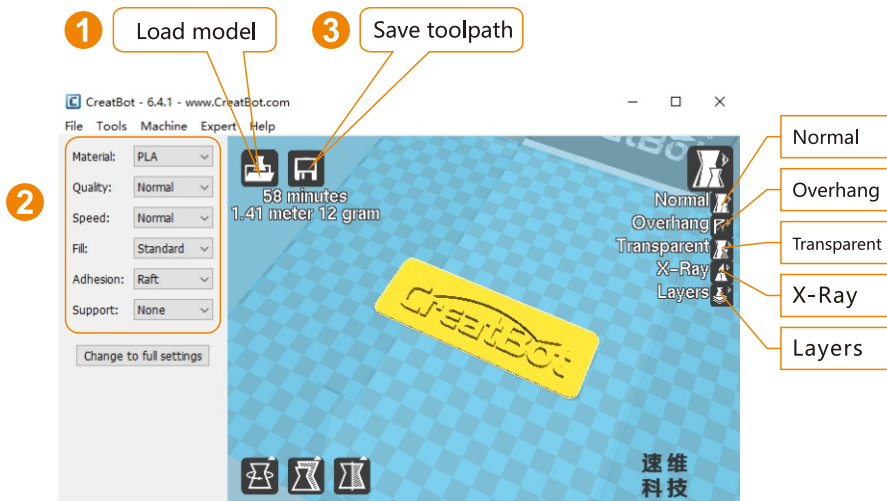 1 Load model
3 Save toolpath
CreatBot - 6.4.1 - www.CreatBot.com
File Tools Machine Expert Help
2
Material: PLA
Quality: Normal
Speed: Normal
Fill: Standard
Adhesion: Raft
Support: None
Change to full settings
58 minutes
1.41 meter 12 gram
Normal
Overhang
Transparent
X-Ray
Layers
Normal
Overhang
Transparent
X-Ray
Layers
CreatBot
速维
科技